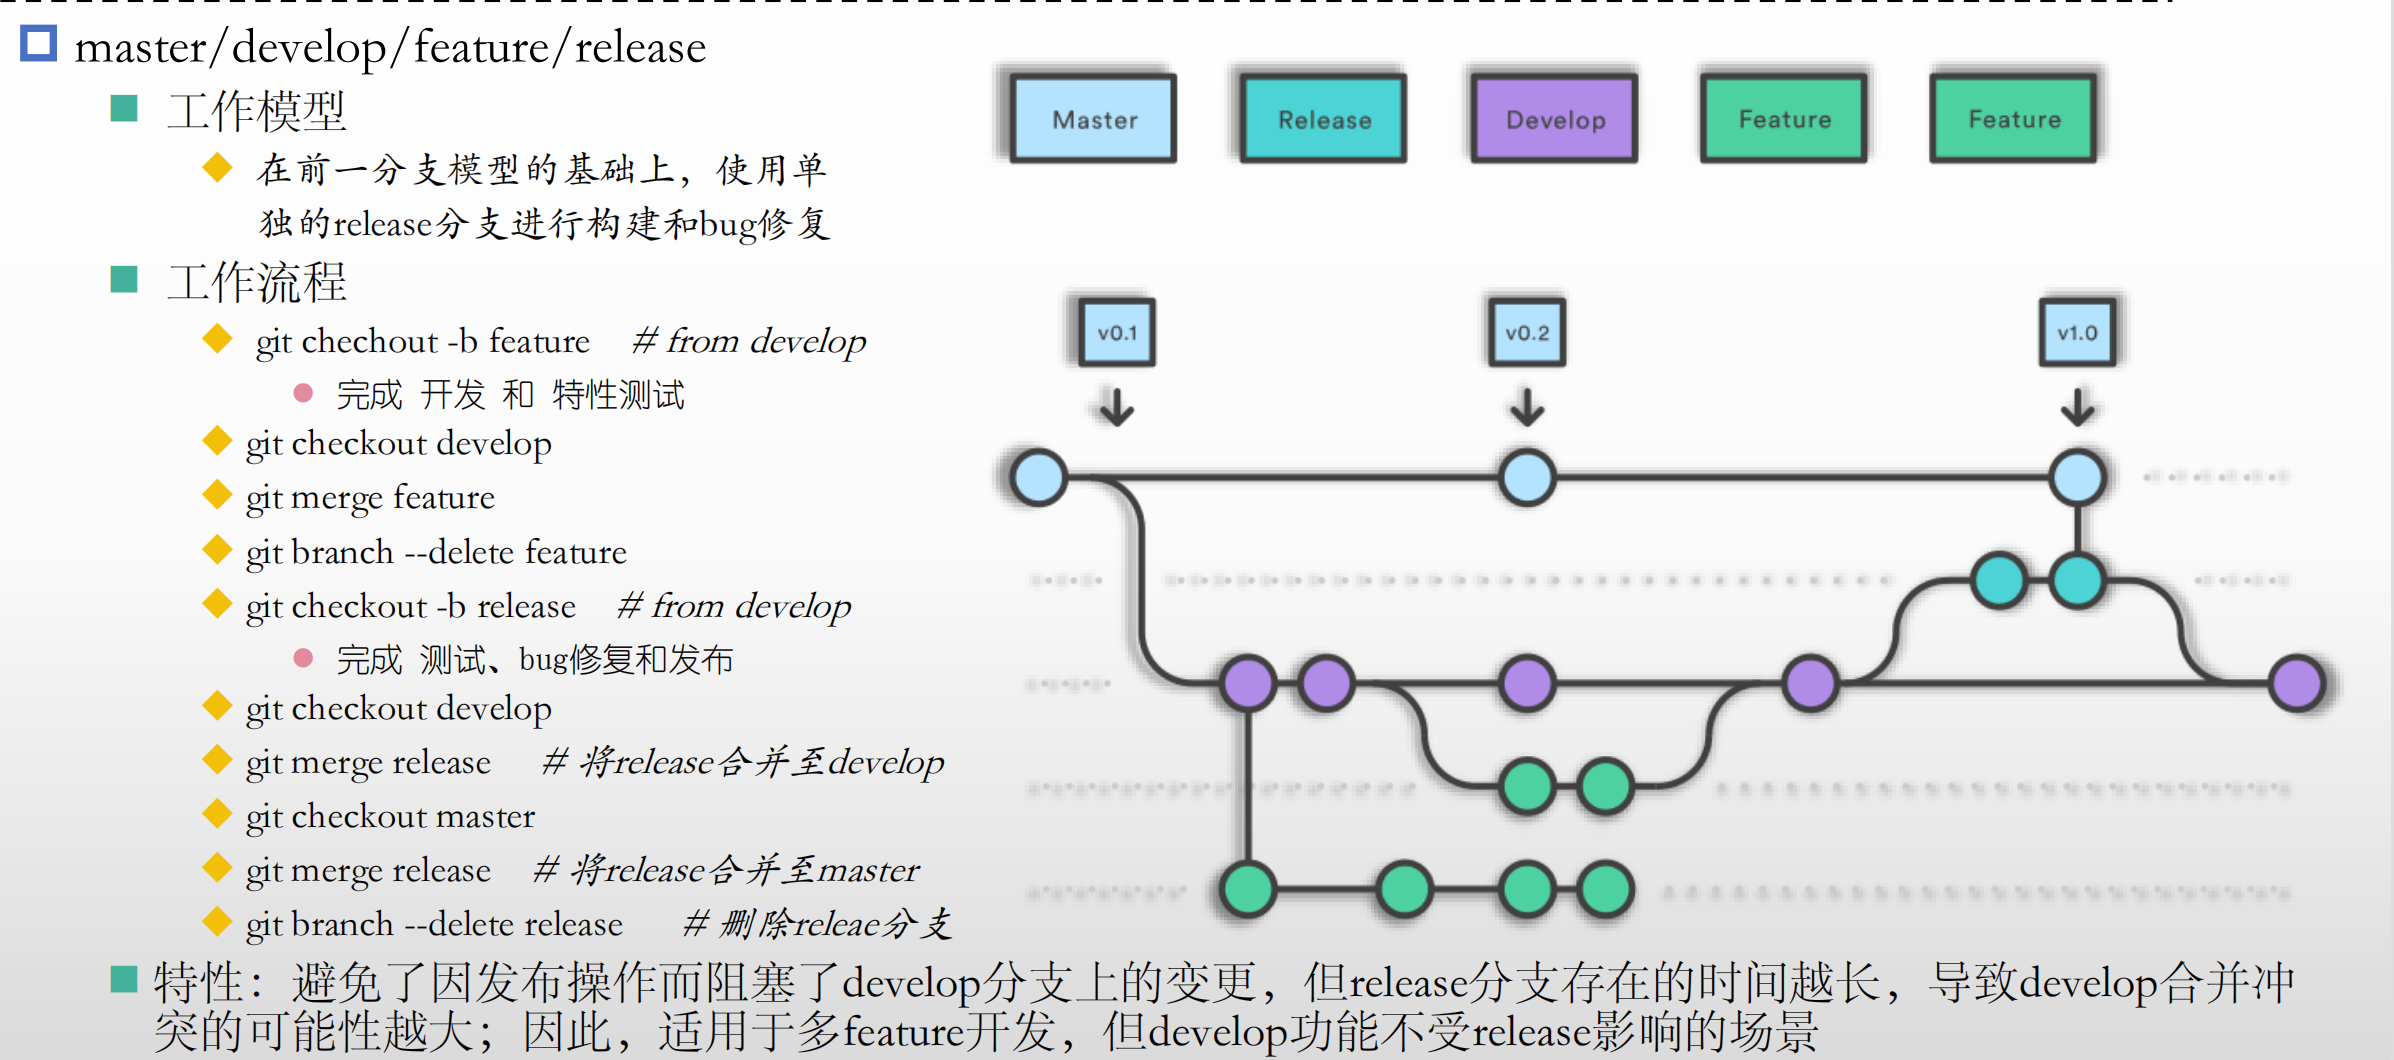 master/develop/feature/release
工作模型
在前一分支模型的基础上，使用单
独的release分支进行构建和bug修复
工作流程
git chechout -b feature # from develop
完成 开发 和 特性测试
git checkout develop
git merge feature
git branch --delete feature
git checkout -b release # from develop
完成 测试、bug修复和发布
git checkout develop
git merge release # 将release合并至develop
git checkout master
git merge release # 将release合并至master
git branch --delete release # 删除releae分支
特性：避免了因发布操作而阻塞了develop分支上的变更，但release分支存在的时间越长，导致develop合并冲
突的可能性越大；因此，适用于多feature开发，但develop功能不受release影响的场景
Master Release Develop Feature Feature
v0.1 v0.2 v1.0